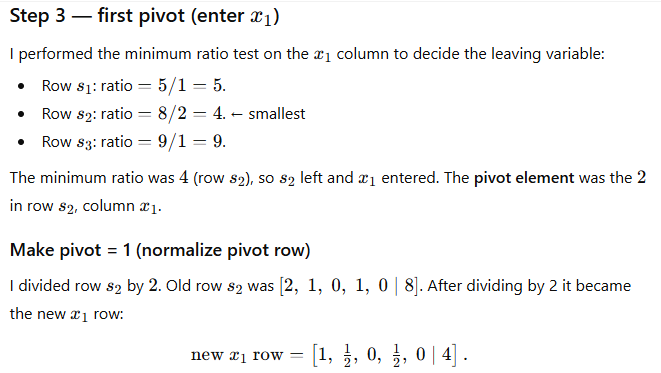 Step 3 — first pivot (enter x₁)
I performed the minimum ratio test on the x₁ column to decide the leaving variable:
• Row s₁: ratio = 5/1 = 5.
• Row s₂: ratio = 8/2 = 4. ← smallest
• Row s₃: ratio = 9/1 = 9.
The minimum ratio was 4 (row s₂), so s₂ left and x₁ entered. The pivot element was the 2
in row s₂, column x₁.
Make pivot = 1 (normalize pivot row)
I divided row s₂ by 2. Old row s₂ was [2, 1, 0, 1, 0 | 8]. After dividing by 2 it became
the new x₁ row:
new x₁ row = [1, ½, 0, ½, 0 | 4].